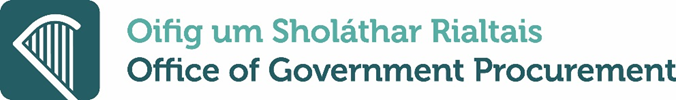 Oifig um Sholáthar Rialtais
Office of Government Procurement